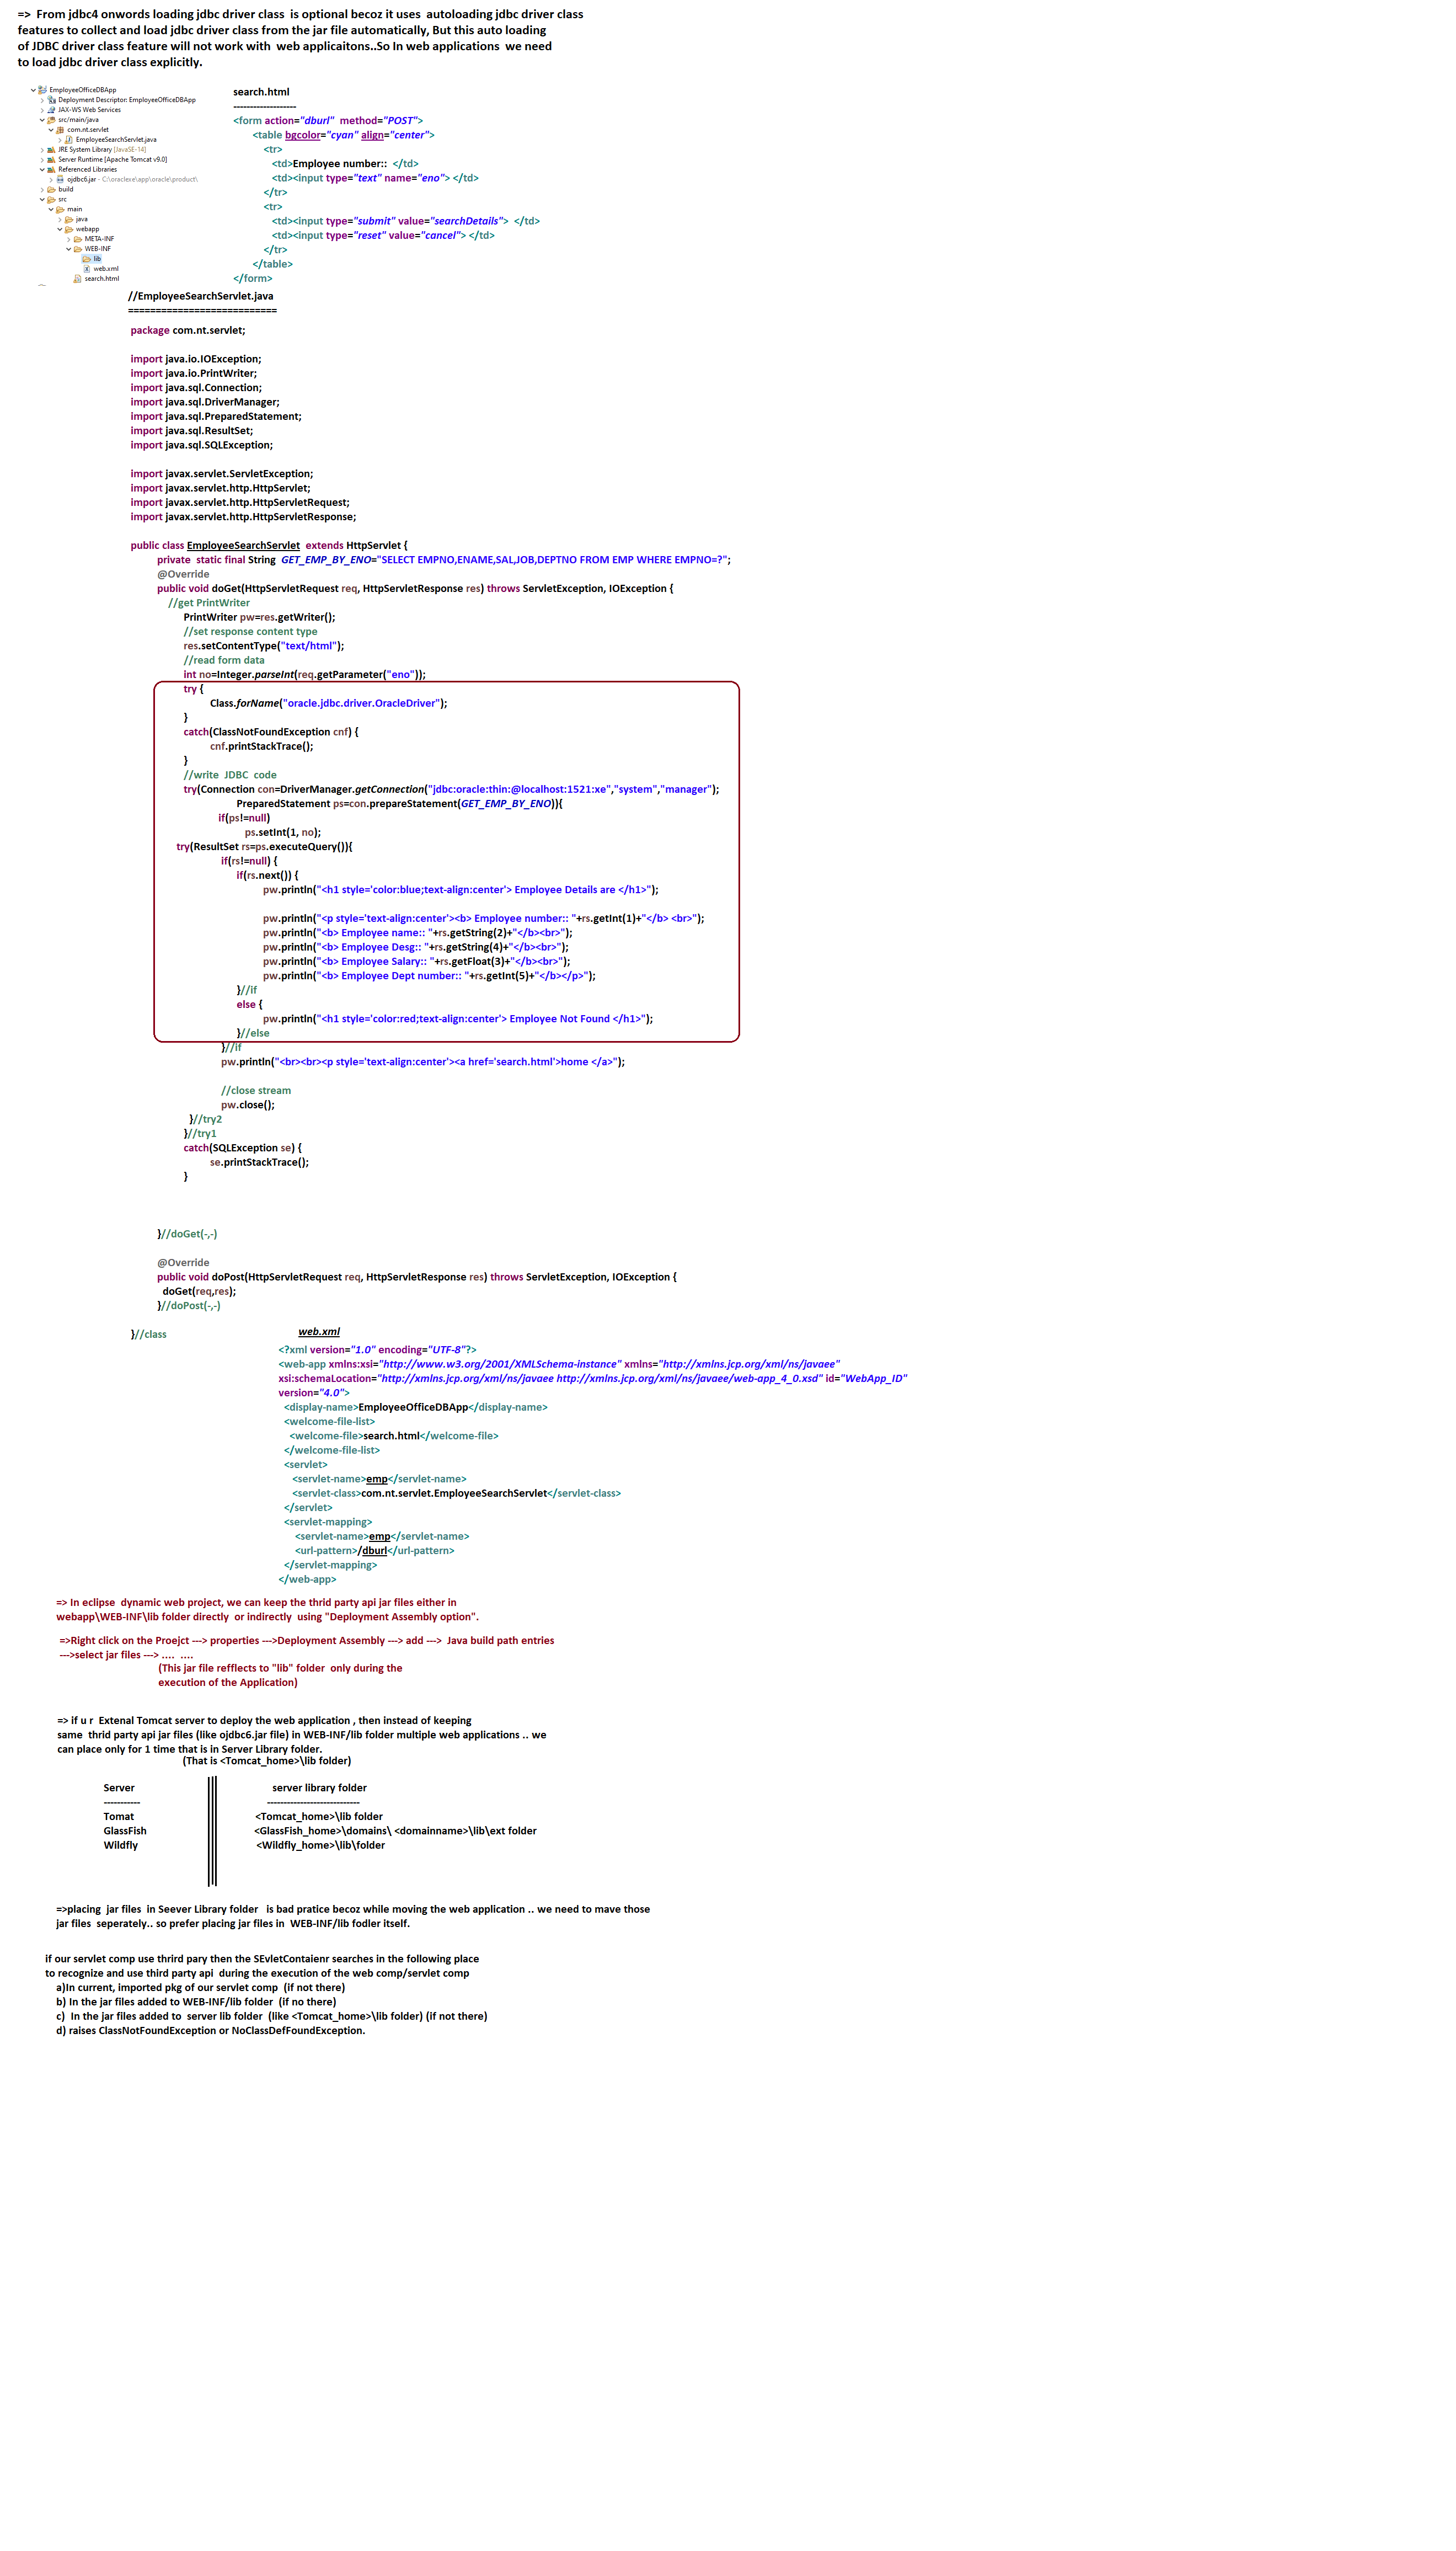 =>  From jdbc4 onwords loading jdbc driver class  is optional becoz it uses  autoloading jdbc driver class
features to collect and load jdbc driver class from the jar file automatically, But this auto loading
of JDBC driver class feature will not work with  web applicaitons..So In web applications  we need
to load jdbc driver class explicitly.
EmployeeOfficeDBApp
Deployment Descriptor: EmployeeOfficeDBApp
JAX-WS Web Services
src/main/java
com.nt.servlet
EmployeeSearchServlet.java
JRE System Library [JavaSE-14]
Server Runtime [Apache Tomcat v9.0]
Referenced Libraries
ojdbc6.jar - C:\oraclexe\app\oracle\product\
build
src
main
java
webapp
META-INF
WEB-INF
lib
web.xml
search.html
search.html
-------------------
<form action="dburl"  method="POST">
<table bgcolor="cyan" align="center">
<tr>
<td>Employee number::  </td>
<td><input type="text" name="eno"> </td>
</tr>
<tr>
<td><input type="submit" value="searchDetails">  </td>
<td><input type="reset" value="cancel"> </td>
</tr>
</table>
</form>
//EmployeeSearchServlet.java
===========================
package com.nt.servlet;
import java.io.IOException;
import java.io.PrintWriter;
import java.sql.Connection;
import java.sql.DriverManager;
import java.sql.PreparedStatement;
import java.sql.ResultSet;
import java.sql.SQLException;
import javax.servlet.ServletException;
import javax.servlet.http.HttpServlet;
import javax.servlet.http.HttpServletRequest;
import javax.servlet.http.HttpServletResponse;
public class EmployeeSearchServlet  extends HttpServlet {
private  static final String  GET_EMP_BY_ENO="SELECT EMPNO,ENAME,SAL,JOB,DEPTNO FROM EMP WHERE EMPNO=?";
@Override
public void doGet(HttpServletRequest req, HttpServletResponse res) throws ServletException, IOException {
//get PrintWriter
PrintWriter pw=res.getWriter();
//set response content type
res.setContentType("text/html");
//read form data
int no=Integer.parseInt(req.getParameter("eno"));
try {
Class.forName("oracle.jdbc.driver.OracleDriver");
}
catch(ClassNotFoundException cnf) {
cnf.printStackTrace();
}
//write  JDBC  code
try(Connection con=DriverManager.getConnection("jdbc:oracle:thin:@localhost:1521:xe","system","manager");
PreparedStatement ps=con.prepareStatement(GET_EMP_BY_ENO)){
if(ps!=null)
ps.setInt(1, no);
try(ResultSet rs=ps.executeQuery()){
if(rs!=null) {
if(rs.next()) {
pw.println("<h1 style='color:blue;text-align:center'> Employee Details are </h1>");
pw.println("<p style='text-align:center'><b> Employee number:: "+rs.getInt(1)+"</b> <br>");
pw.println("<b> Employee name:: "+rs.getString(2)+"</b><br>");
pw.println("<b> Employee Desg:: "+rs.getString(4)+"</b><br>");
pw.println("<b> Employee Salary:: "+rs.getFloat(3)+"</b><br>");
pw.println("<b> Employee Dept number:: "+rs.getInt(5)+"</b></p>");
}//if
else {
pw.println("<h1 style='color:red;text-align:center'> Employee Not Found </h1>");
}//else
}//if
pw.println("<br><br><p style='text-align:center'><a href='search.html'>home </a>");
//close stream
pw.close();
}//try2
}//try1
catch(SQLException se) {
se.printStackTrace();
}
}//doGet(-,-)
@Override
public void doPost(HttpServletRequest req, HttpServletResponse res) throws ServletException, IOException {
doGet(req,res);
}//doPost(-,-)
}//class
web.xml
<?xml version="1.0" encoding="UTF-8"?>
<web-app xmlns:xsi="http://www.w3.org/2001/XMLSchema-instance" xmlns="http://xmlns.jcp.org/xml/ns/javaee"
xsi:schemaLocation="http://xmlns.jcp.org/xml/ns/javaee http://xmlns.jcp.org/xml/ns/javaee/web-app_4_0.xsd" id="WebApp_ID"
version="4.0">
<display-name>EmployeeOfficeDBApp</display-name>
<welcome-file-list>
<welcome-file>search.html</welcome-file>
</welcome-file-list>
<servlet>
<servlet-name>emp</servlet-name>
<servlet-class>com.nt.servlet.EmployeeSearchServlet</servlet-class>
</servlet>
<servlet-mapping>
<servlet-name>emp</servlet-name>
<url-pattern>/dburl</url-pattern>
</servlet-mapping>
</web-app>
=> In eclipse  dynamic web project, we can keep the thrid party api jar files either in
webapp\WEB-INF\lib folder directly  or indirectly  using "Deployment Assembly option".
=>Right click on the Proejct ---> properties --->Deployment Assembly ---> add --->  Java build path entries
--->select jar files ---> ....  ....
(This jar file refflects to "lib" folder  only during the
execution of the Application)
=> if u r  Extenal Tomcat server to deploy the web application , then instead of keeping
same  thrid party api jar files (like ojdbc6.jar file) in WEB-INF/lib folder multiple web applications .. we
can place only for 1 time that is in Server Library folder.
(That is <Tomcat_home>\lib folder)
Server    server library folder
-----------    ----------------------------
Tomat    <Tomcat_home>\lib folder
GlassFish    <GlassFish_home>\domains\ <domainname>\lib\ext folder
Wildfly    <Wildfly_home>\lib\folder
=>placing  jar files  in Seever Library folder   is bad pratice becoz while moving the web application .. we need to mave those
jar files  seperately.. so prefer placing jar files in  WEB-INF/lib fodler itself.
if our servlet comp use thrird pary then the SEvletContaienr searches in the following place
to recognize and use third party api  during the execution of the web comp/servlet comp
a)In current, imported pkg of our servlet comp  (if not there)
b) In the jar files added to WEB-INF/lib folder  (if no there)
c)  In the jar files added to  server lib folder  (like <Tomcat_home>\lib folder) (if not there)
d) raises ClassNotFoundException or NoClassDefFoundException.